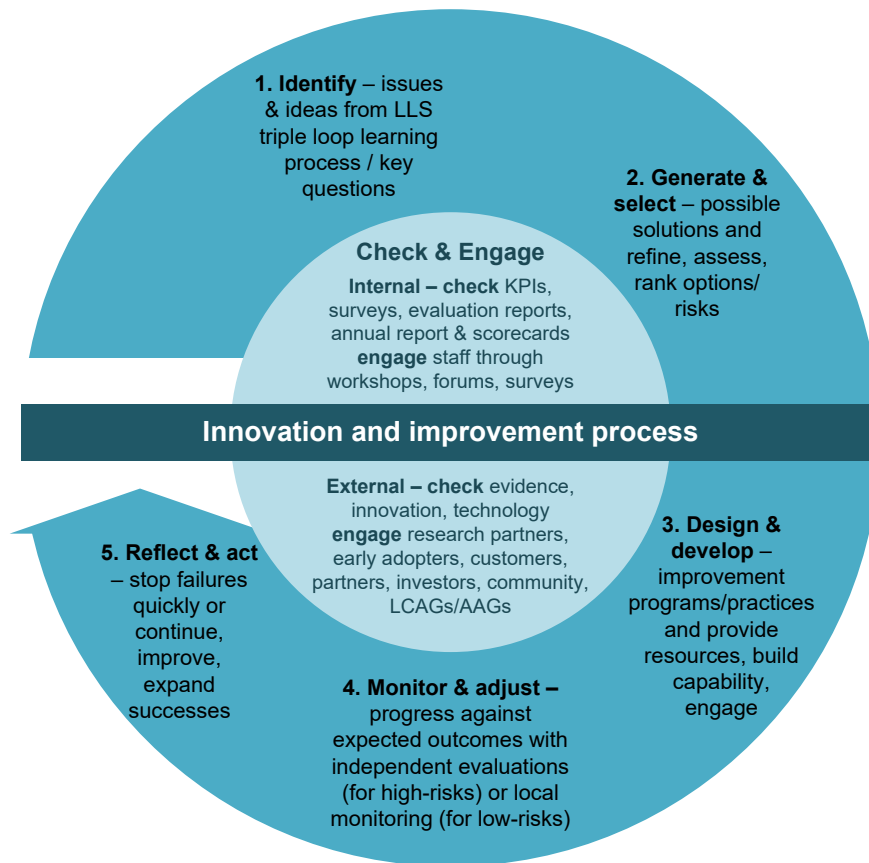 1. Identify – issues
& ideas from LLS
triple loop learning
process / key
questions
2. Generate &
select – possible
solutions and
refine, assess,
rank options/
risks
Check & Engage
Internal – check KPIs,
surveys, evaluation reports,
annual report & scorecards
engage staff through
workshops, forums, surveys
Innovation and improvement process
External – check evidence,
innovation, technology
engage research partners,
early adopters, customers,
partners, investors, community,
LCAGs/AAGs
3. Design &
develop –
improvement
programs/practices
and provide
resources, build
capability,
engage
4. Monitor & adjust –
progress against
expected outcomes with
independent evaluations
(for high-risks) or local
monitoring (for low-risks)
5. Reflect & act
– stop failures
quickly or
continue,
improve,
expand
successes